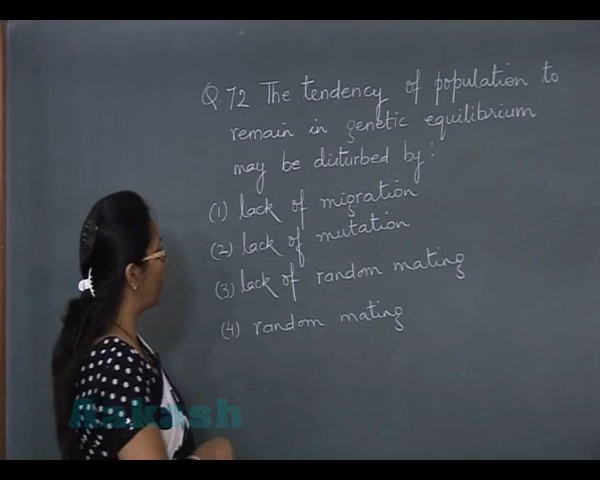 Q.72 The tendency of population to
remain in genetic equilibrium
may be disturbed by :
(1) lack of migration
(2) lack of mutation
(3) lack of random mating
(4) random mating.
Aakash